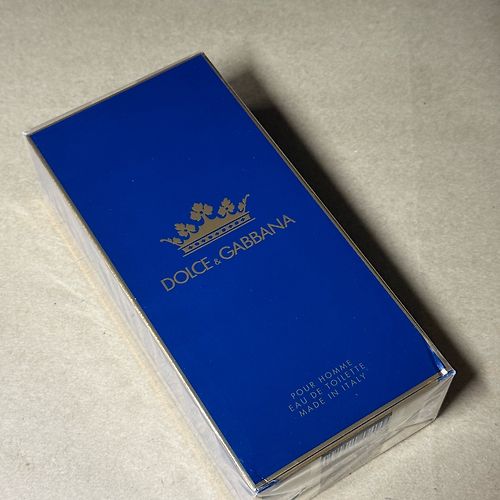 DOLCE & GABBANA
POUR HOMME
EAU DE TOILETTE
MADE IN ITALY